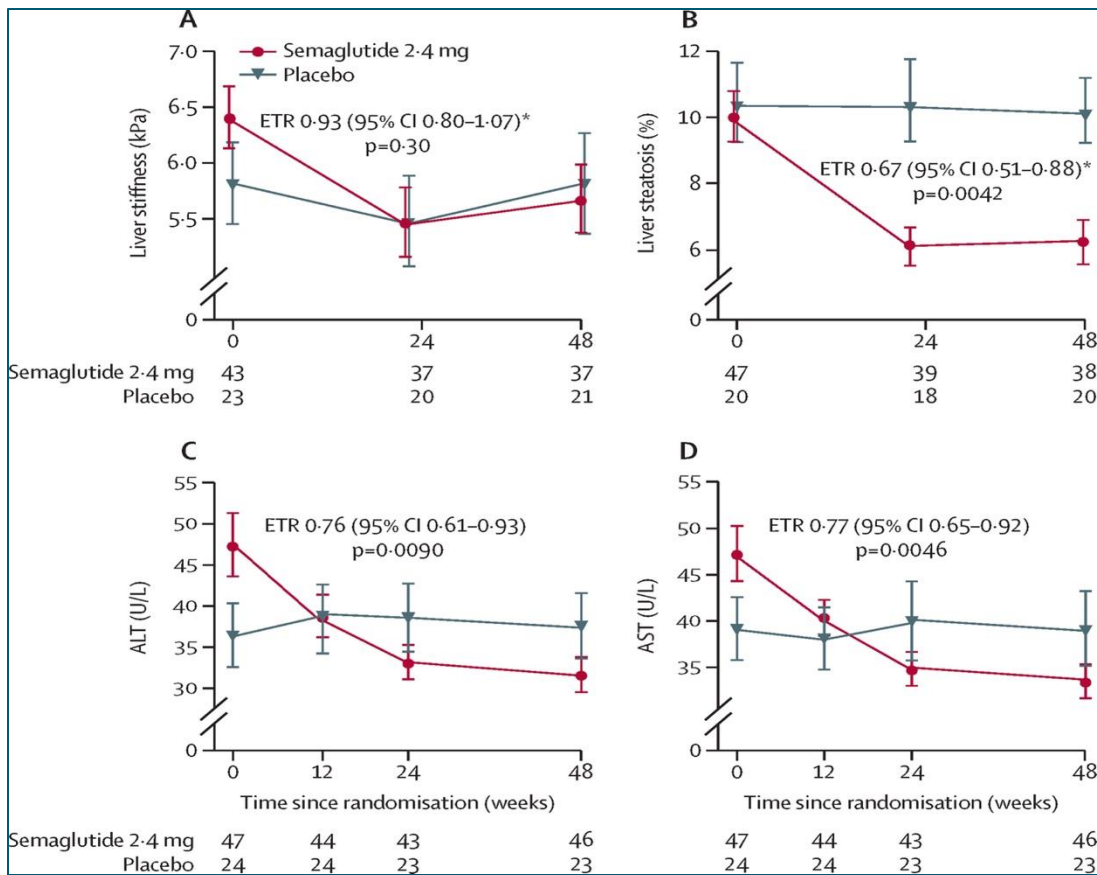 A
7·0
6·5
6·0
5·5
0
Liver stiffness (kPa)
Semaglutide 2·4 mg
Placebo
ETR 0·93 (95% CI 0·80–1·07)*
p=0·30
0 24 48
Semaglutide 2·4 mg 43 37 37
Placebo 23 20 21
B
12
10
8
6
0
Liver steatosis (%)
ETR 0·67 (95% CI 0·51–0·88)*
p=0·0042
0 24 48
47 39 38
20 18 20
C
55
50
45
40
35
30
0
ALT (U/L)
ETR 0·76 (95% CI 0·61–0·93)
p=0·0090
0 12 24 48
Time since randomisation (weeks)
Semaglutide 2·4 mg 47 44 43 46
Placebo 24 24 23 23
D
55
50
45
40
35
0
AST (U/L)
ETR 0·77 (95% CI 0·65–0·92)
p=0·0046
0 12 24 48
Time since randomisation (weeks)
47 44 43 46
24 24 23 23